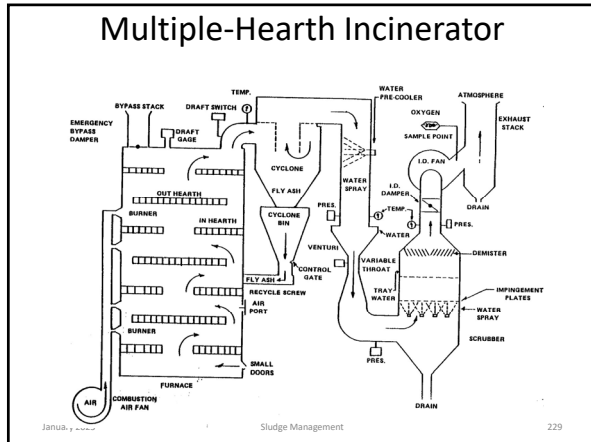 Multiple-Hearth Incinerator
WATER
PRE-COOLER
ATMOSPHERE
TEMP.
BYPASS STACK
DRAFT SWITCH
OXYGEN
EXHAUST
STACK
EMERGENCY
BYPASS
DAMPER
DRAFT
GAGE
SAMPLE POINT
CYCLONE
I.D. FAN
WATER
SPRAY
OUT HEARTH
FLY ASH
I.D.
DAMPER
DRAIN
BURNER
IN HEARTH
CYCLONE
BIN
PRES.
TEMP.
PRES.
WATER
VENTURI
DEMISTER
VARIABLE
THROAT
CONTROL
GATE
FLY ASH
RECYCLE SCREW
TRAY
WATER
IMPINGEMENT
PLATES
AIR
PORT
WATER
SPRAY
BURNER
SCRUBBER
SMALL
DOORS
PRES.
FURNACE
AIR
COMBUSTION
AIR FAN
DRAIN
Sludge Management
229